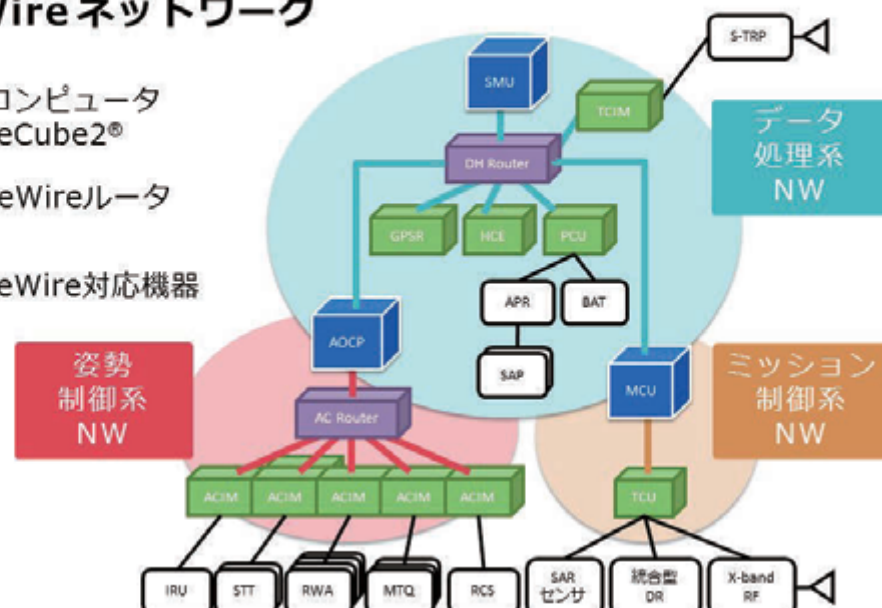 Wireネットワーク
コンピュータ
eCube2®
eWireルータ
eWire対応機器
S-TRP
SMU
TCIM
データ
処理系
NW
DH Router
GPSR
HCE
PCU
APR
BAT
SAP
AOCP
MCU
姿勢
制御系
NW
ミッション
制御系
NW
AC Router
ACIM
ACIM
ACIM
ACIM
ACIM
TCU
IRU
STT
RWA
MTQ
RCS
SAR
センサ
統合型
DR
X-band
RF